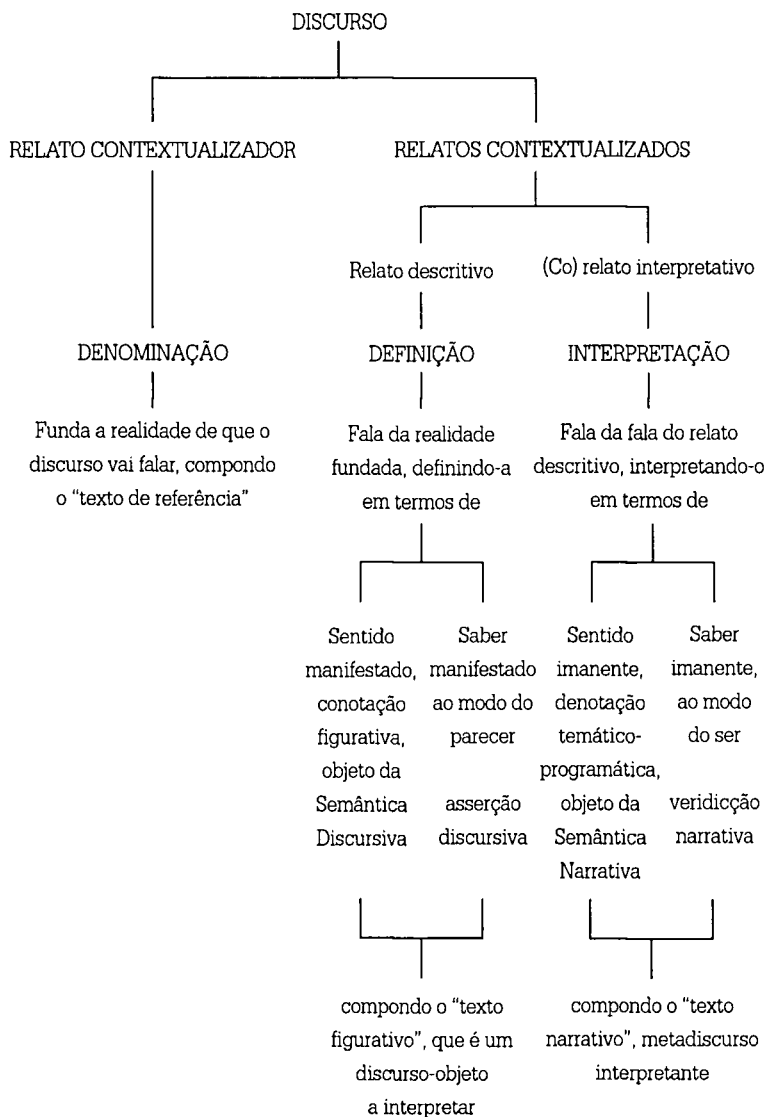 DISCURSO
RELATO CONTEXTUALIZADOR
RELATOS CONTEXTUALIZADOS
Relato descritivo
(Co) relato interpretativo
DENOMINAÇÃO
DEFINIÇÃO
INTERPRETAÇÃO
Funda a realidade de que o
discurso vai falar, compondo
o “texto de referência”
Fala da realidade
fundada, definindo-a
em termos de
Fala da fala do relato
descritivo, interpretando-o
em termos de
Sentido
manifestado,
conotação
figurativa,
objeto da
Semântica
Discursiva
Saber
manifestado
ao modo do
parecer
asserção
discursiva
Sentido
imanente,
denotação
temático-
programática,
objeto da
Semântica
Narrativa
Saber
imanente,
ao modo
do ser
veridicção
narrativa
compondo o “texto
figurativo”, que é um
discurso-objeto
a interpretar
compondo o “texto
narrativo”, metadiscurso
interpretante